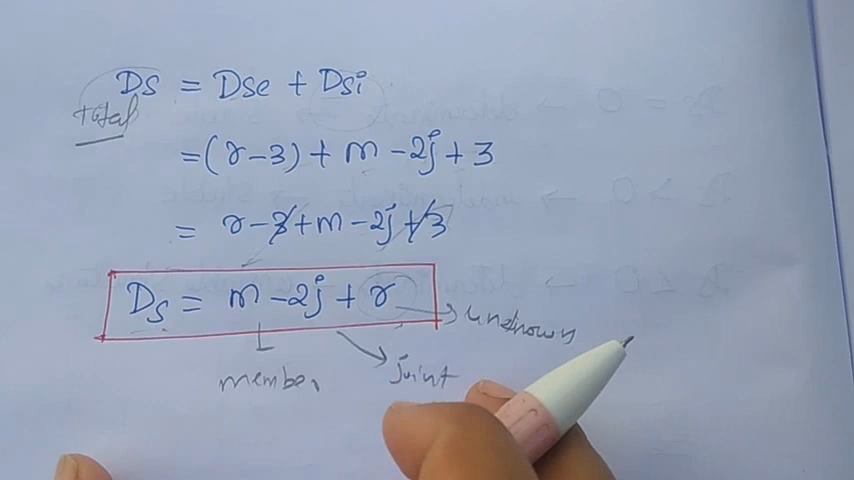 Ds = Dse + Dsi
total
= (r - 3) + m - 2j + 3
= r - 3 + m - 2j + 3
Ds = m - 2j + r
unknown
member
joint